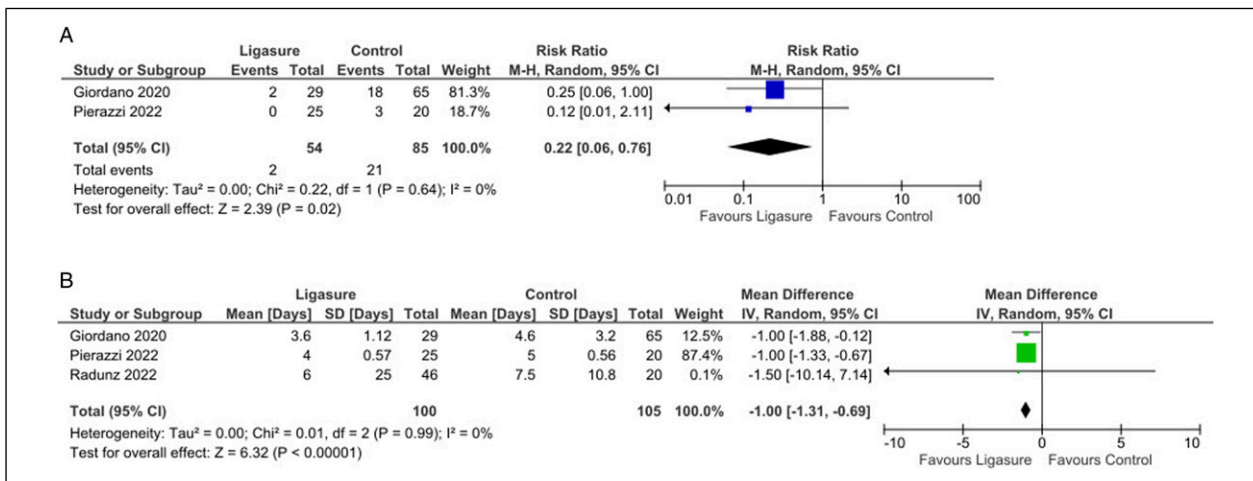 A
Ligasure Control Risk Ratio Risk Ratio
Study or Subgroup Events Total Events Total Weight M-H, Random, 95% CI M-H, Random, 95% CI
Giordano 2020 2 29 18 65 81.3% 0.25 [0.06, 1.00]
Pierazzi 2022 0 25 3 20 18.7% 0.12 [0.01, 2.11]
Total (95% CI) 54 85 100.0% 0.22 [0.06, 0.76]
Total events 2 21
Heterogeneity: Tau² = 0.00; Chi² = 0.22, df = 1 (P = 0.64); I² = 0%
Test for overall effect: Z = 2.39 (P = 0.02)
0.01 0.1 1 10 100
Favours Ligasure Favours Control
B
Ligasure Control Mean Difference Mean Difference
Study or Subgroup Mean [Days] SD [Days] Total Mean [Days] SD [Days] Total Weight IV, Random, 95% CI IV, Random, 95% CI
Giordano 2020 3.6 1.12 29 4.6 3.2 65 12.5% -1.00 [-1.88, -0.12]
Pierazzi 2022 4 0.57 25 5 0.56 20 87.4% -1.00 [-1.33, -0.67]
Radunz 2022 6 25 46 7.5 10.8 20 0.1% -1.50 [-10.14, 7.14]
Total (95% CI) 100 105 100.0% -1.00 [-1.31, -0.69]
Heterogeneity: Tau² = 0.00; Chi² = 0.01, df = 2 (P = 0.99); I² = 0%
Test for overall effect: Z = 6.32 (P < 0.00001)
-10 -5 0 5 10
Favours Ligasure Favours Control